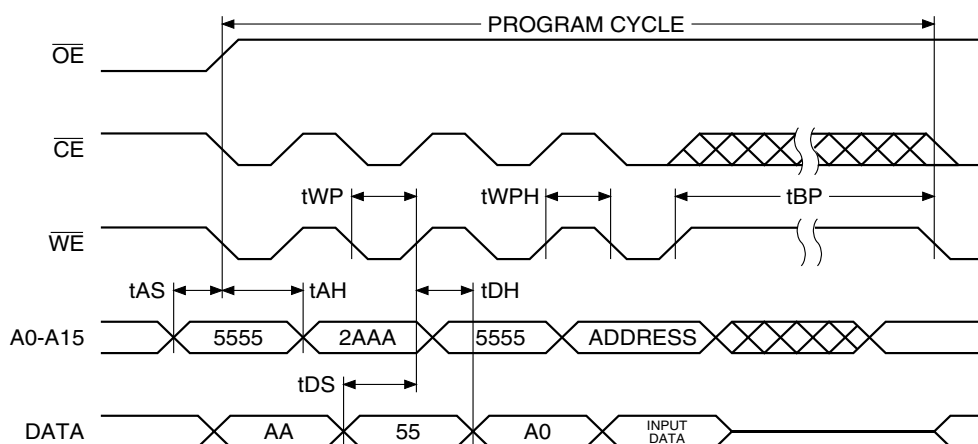 PROGRAM CYCLE
OE
CE
tWP
tWPH
tBP
WE
tAS
tAH
tDH
A0-A15
5555
2AAA
5555
ADDRESS
tDS
DATA
AA
55
A0
INPUT
DATA